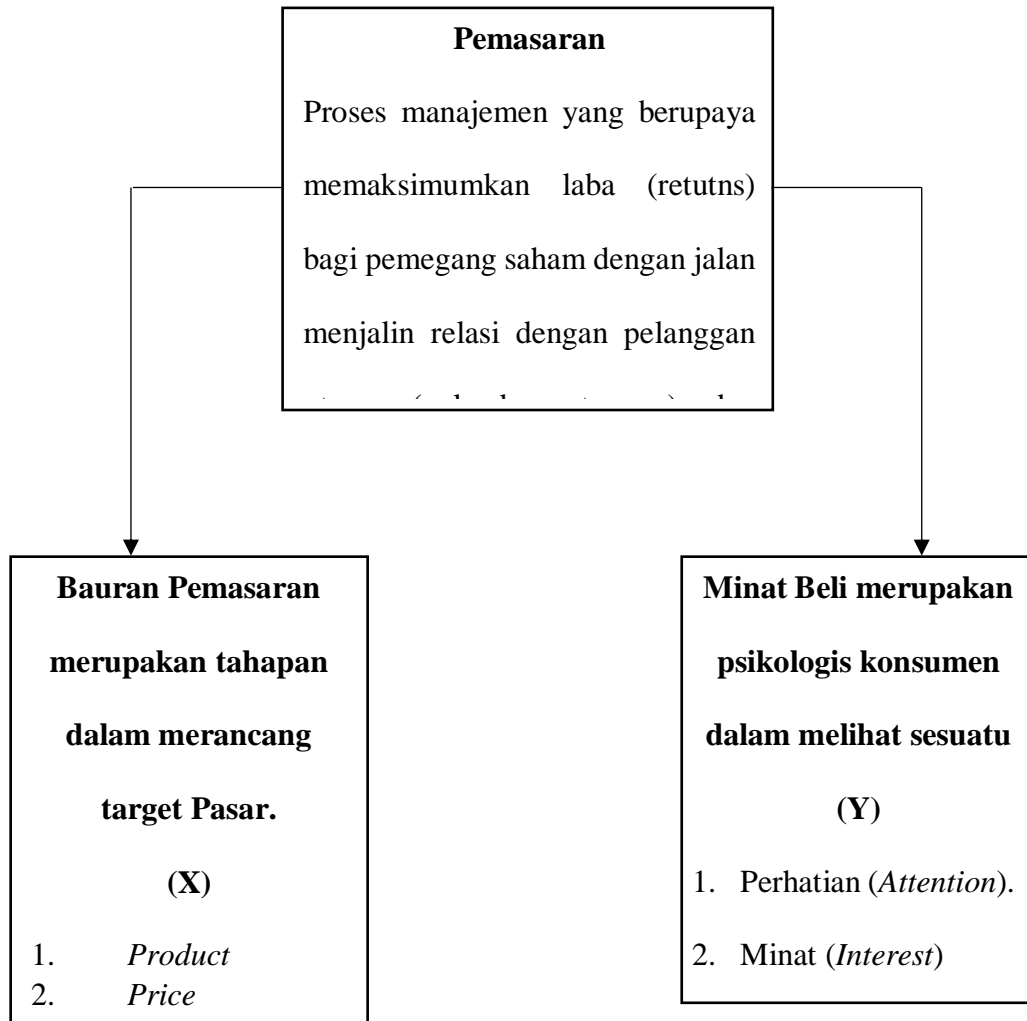 Pemasaran
Proses manajemen yang berupaya
memaksimumkan laba (retutns)
bagi pemegang saham dengan jalan
menjalin relasi dengan pelanggan
Bauran Pemasaran
merupakan tahapan
dalam merancang
target Pasar.
(X)
1. Product
2. Price
Minat Beli merupakan
psikologis konsumen
dalam melihat sesuatu
(Y)
1. Perhatian (Attention).
2. Minat (Interest)